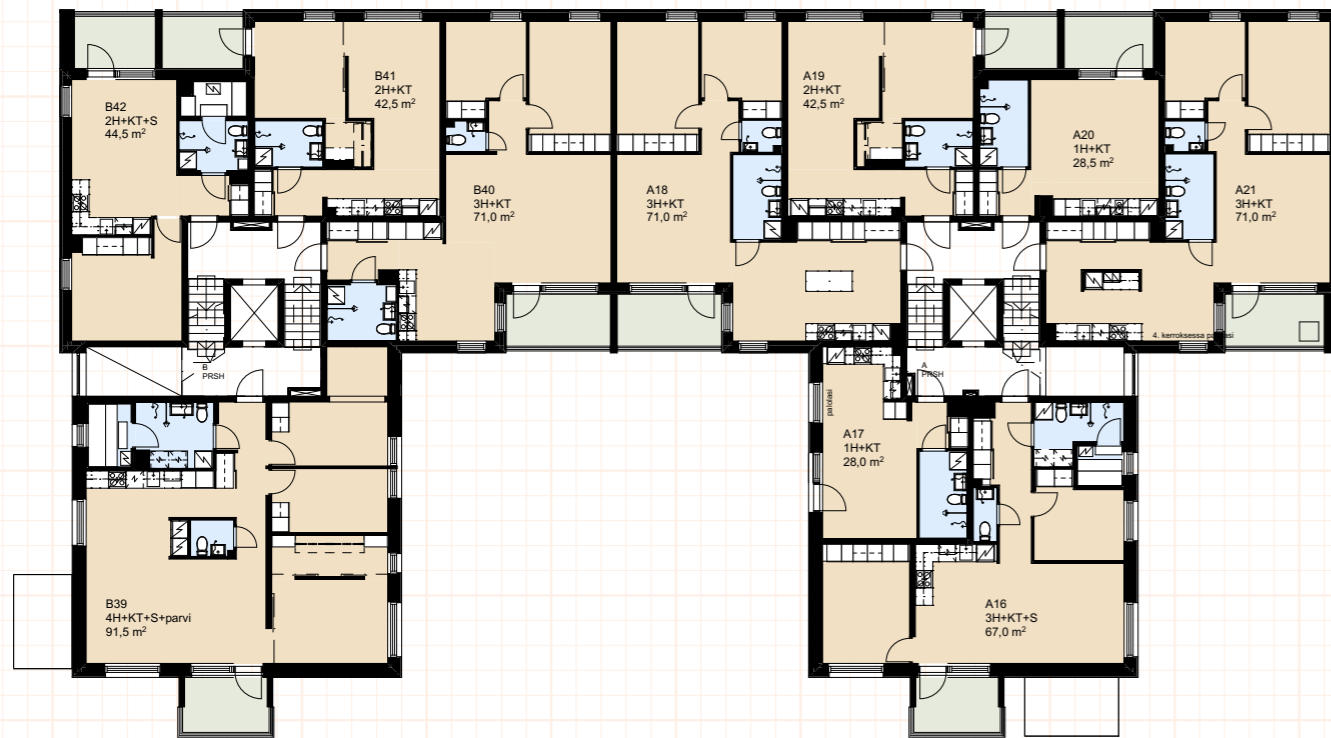 B42
2H+KT+S
44,5 m²
B41
2H+KT
42,5 m²
B40
3H+KT
71,0 m²
A18
3H+KT
71,0 m²
A19
2H+KT
42,5 m²
A20
1H+KT
28,5 m²
A21
3H+KT
71,0 m²
4. kerroksessa
B
PRSH
A
PRSH
palolasi
A17
1H+KT
28,0 m²
B39
4H+KT+S+parvi
91,5 m²
A16
3H+KT+S
67,0 m²